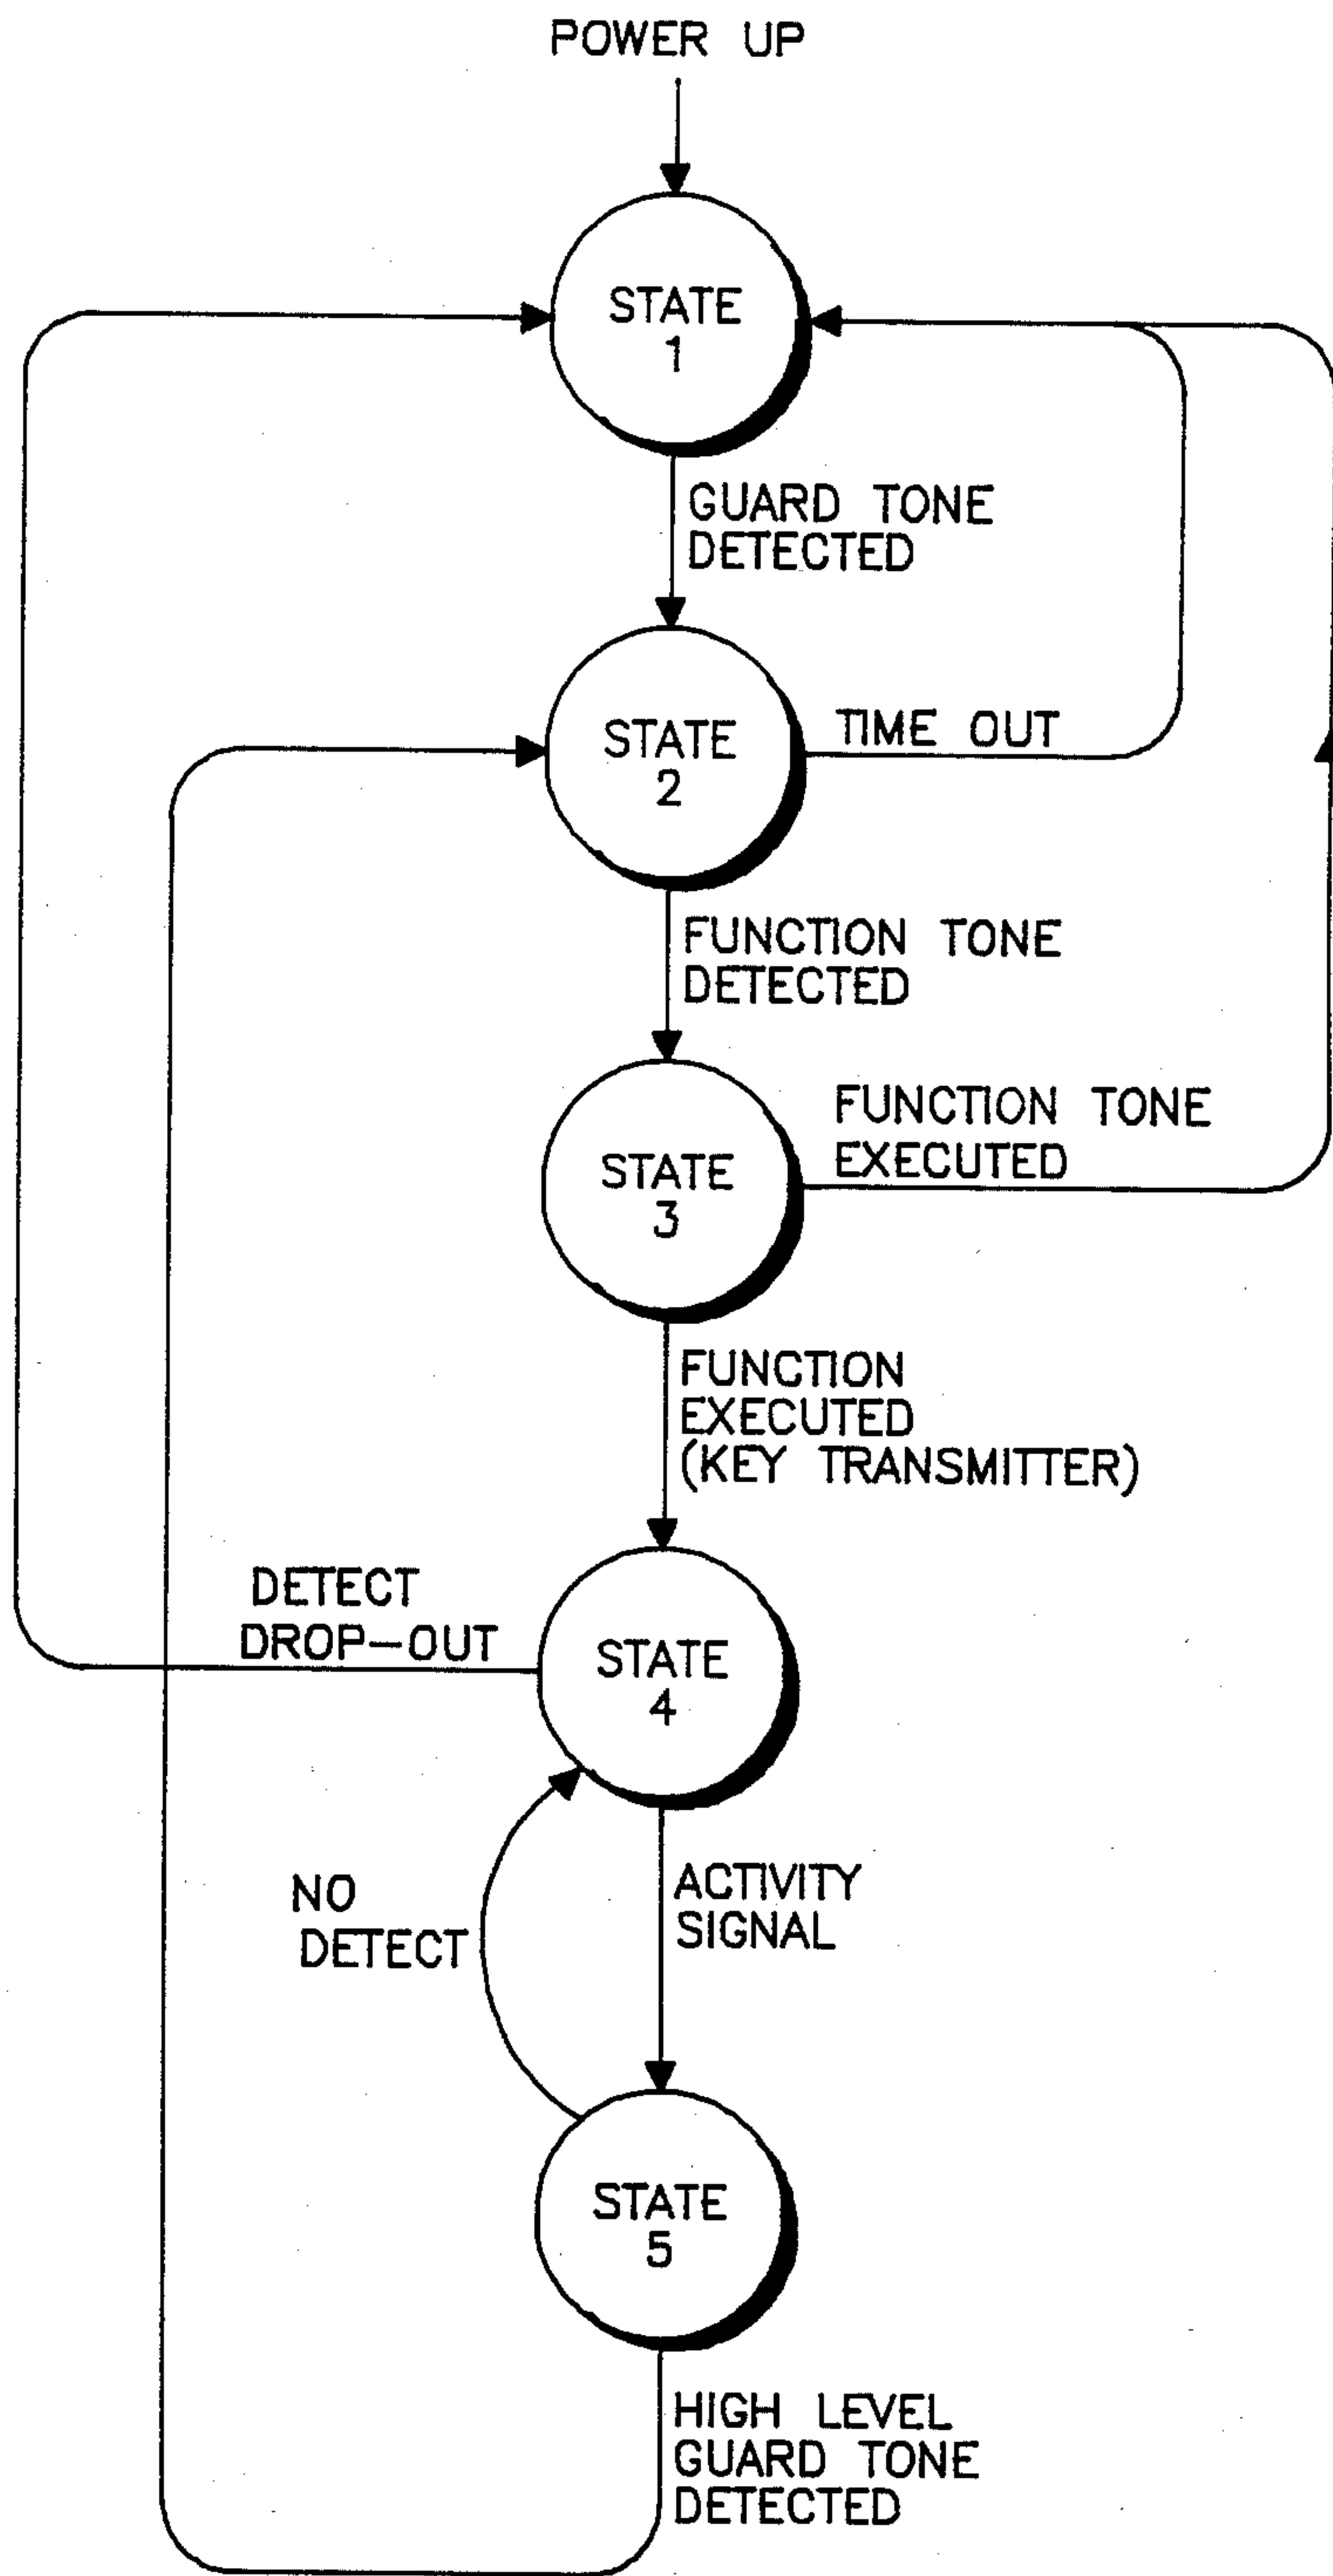 POWER UP
STATE
1
GUARD TONE
DETECTED
STATE
2
TIME OUT
FUNCTION TONE
DETECTED
STATE
3
FUNCTION TONE
EXECUTED
FUNCTION
EXECUTED
(KEY TRANSMITTER)
DETECT
DROP-OUT
STATE
4
NO
DETECT
ACTIVITY
SIGNAL
STATE
5
HIGH LEVEL
GUARD TONE
DETECTED